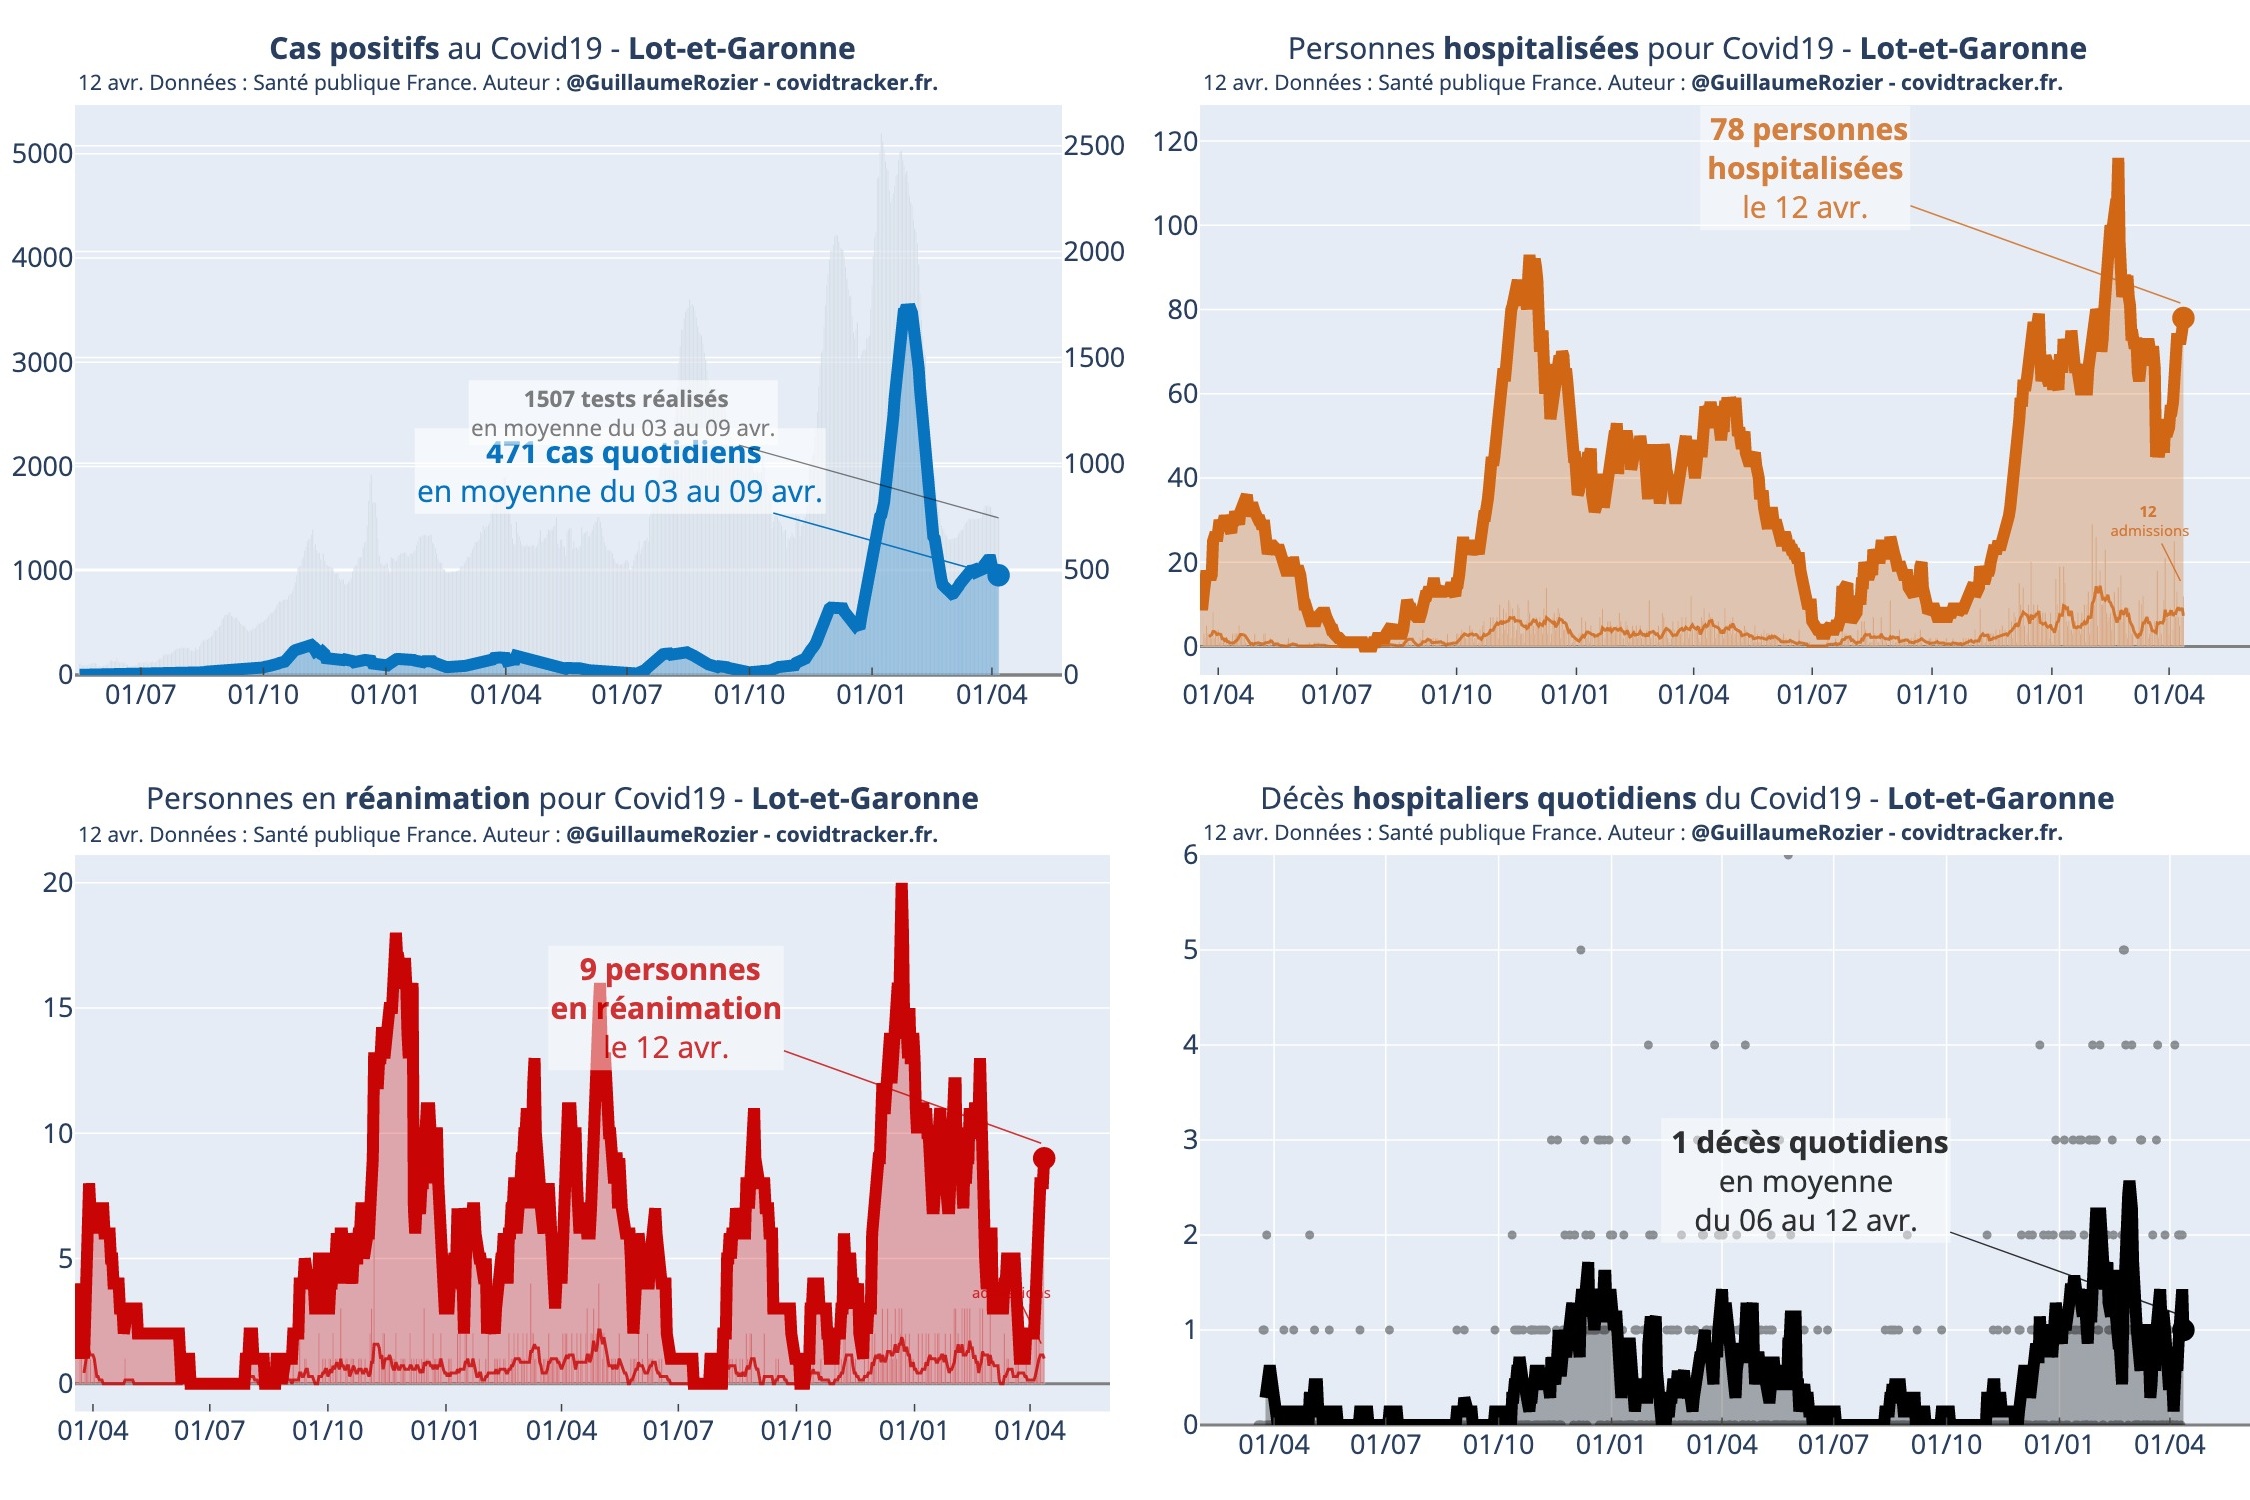 Cas positifs au Covid19 - Lot-et-Garonne
12 avr. Données : Santé publique France. Auteur : @GuillaumeRozier - covidtracker.fr.
5000
4000
3000
2000
1000
0
2500
2000
1500
1000
500
0
1507 tests réalisés
en moyenne du 03 au 09 avr.
471 cas quotidiens
en moyenne du 03 au 09 avr.
01/07 01/10 01/01 01/04 01/07 01/10 01/01 01/04
Personnes hospitalisées pour Covid19 - Lot-et-Garonne
12 avr. Données : Santé publique France. Auteur : @GuillaumeRozier - covidtracker.fr.
120
100
80
60
40
20
0
78 personnes
hospitalisées
le 12 avr.
12
admissions
01/04 01/07 01/10 01/01 01/04 01/07 01/10 01/01 01/04
Personnes en réanimation pour Covid19 - Lot-et-Garonne
12 avr. Données : Santé publique France. Auteur : @GuillaumeRozier - covidtracker.fr.
20
15
10
5
0
9 personnes
en réanimation
le 12 avr.
admissions
01/04 01/07 01/10 01/01 01/04 01/07 01/10 01/01 01/04
Décès hospitaliers quotidiens du Covid19 - Lot-et-Garonne
12 avr. Données : Santé publique France. Auteur : @GuillaumeRozier - covidtracker.fr.
6
5
4
3
2
1
0
1 décès quotidiens
en moyenne
du 06 au 12 avr.
01/04 01/07 01/10 01/01 01/04 01/07 01/10 01/01 01/04